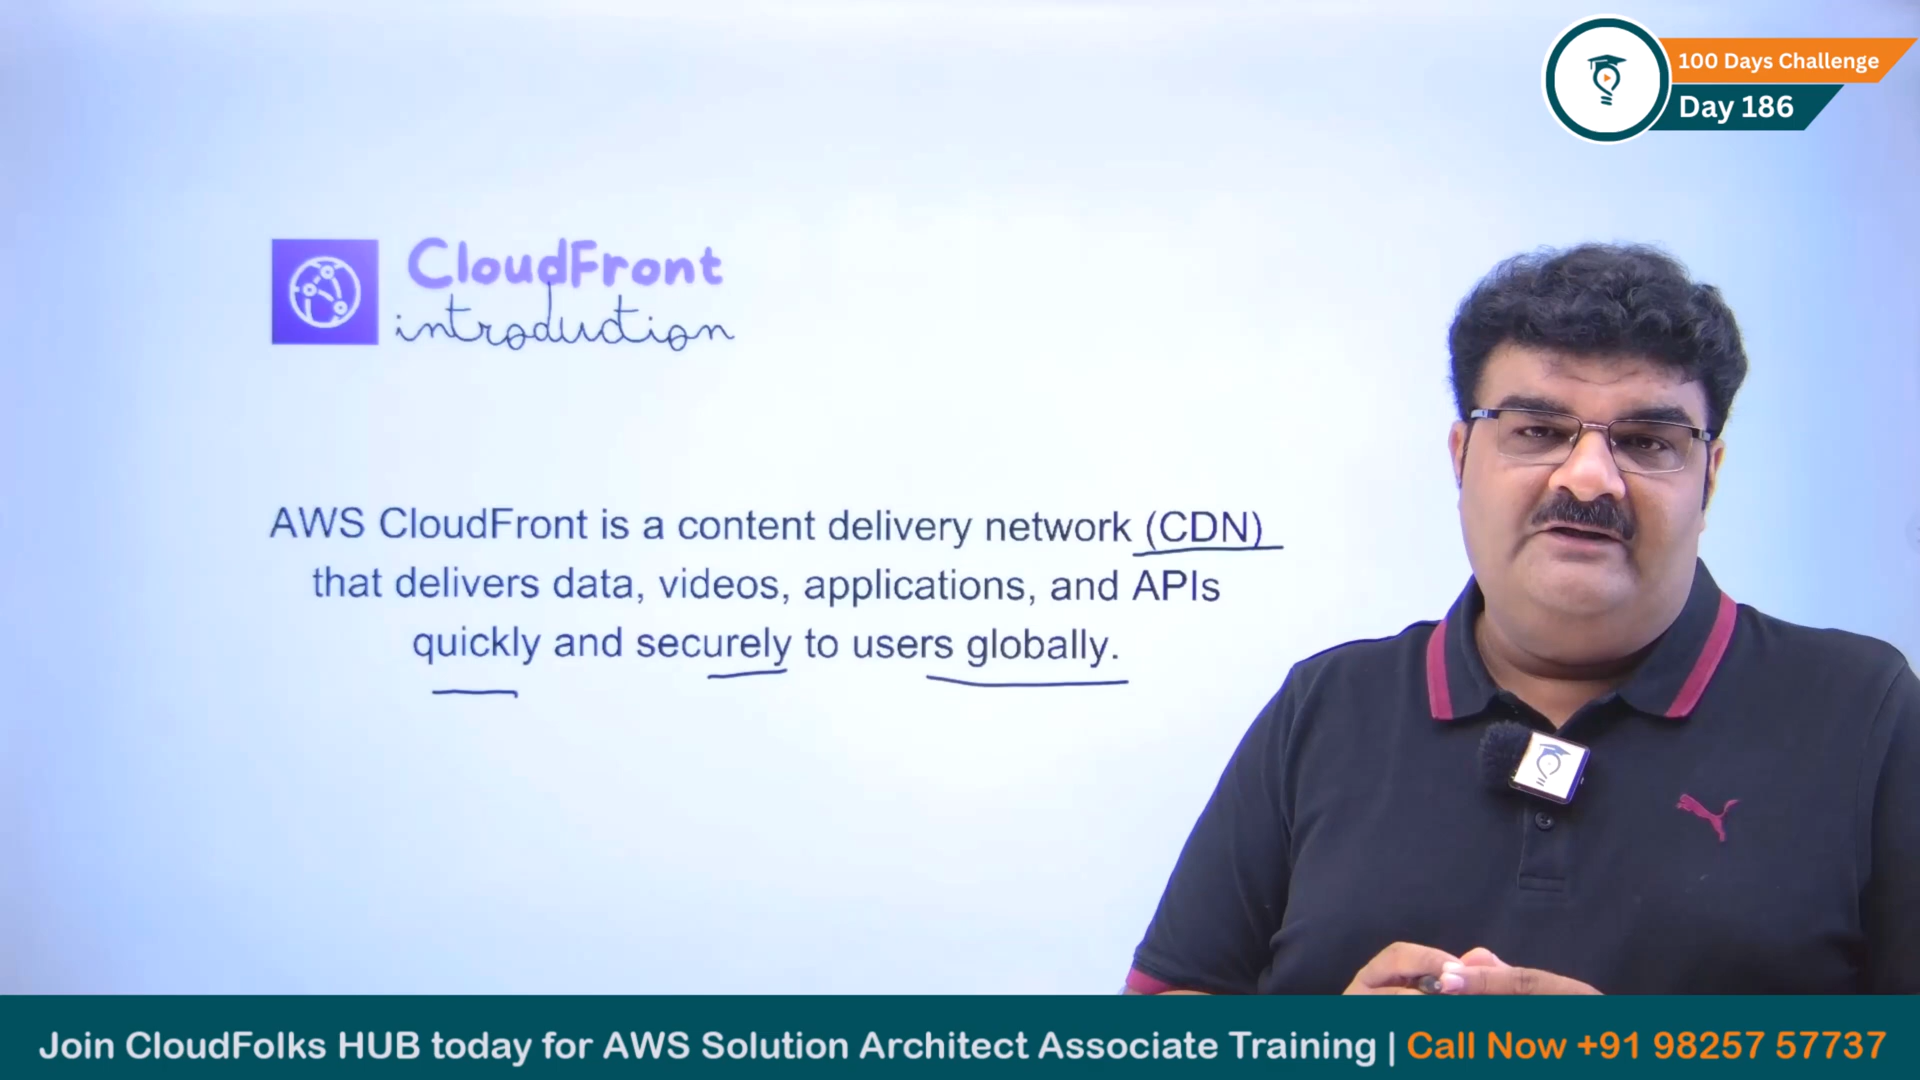 100 Days Challenge
Day 186
CloudFront
introduction
AWS CloudFront is a content delivery network (CDN)
that delivers data, videos, applications, and APIs
quickly and securely to users globally.
Join CloudFolks HUB today for AWS Solution Architect Associate Training | Call Now +91 98257 57737